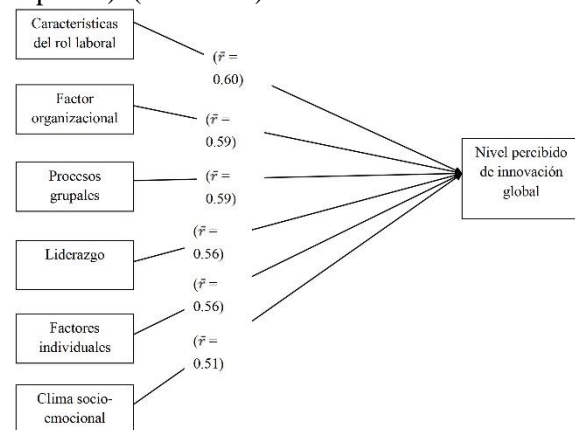 Características
del rol laboral
(r̄ =
0.60)
Factor
organizacional
(r̄ =
0.59)
Procesos
grupales
(r̄ =
0.59)
Nivel percibido
de innovación
global
Liderazgo
(r̄ =
0.56)
Factores
individuales
(r̄ =
0.56)
Clima socio-
emocional
(r̄ =
0.51)